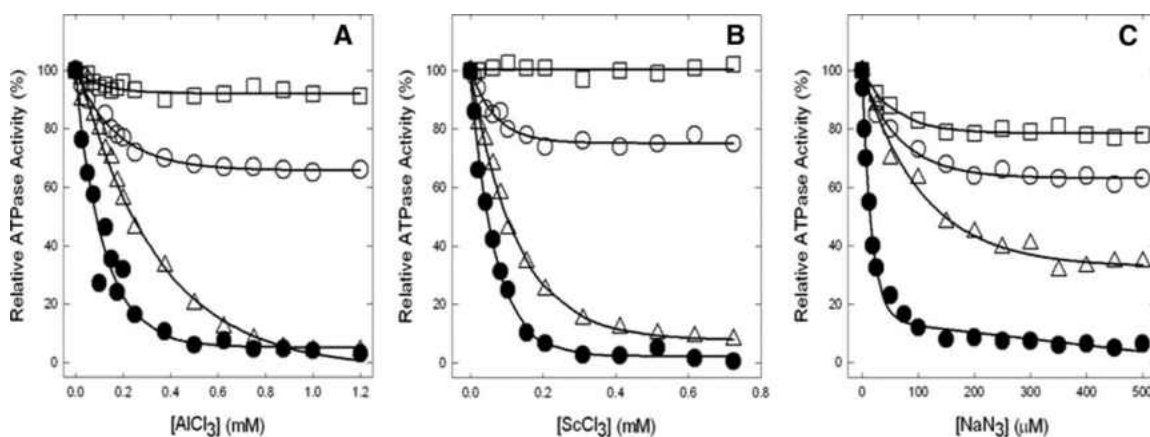 A
B
C
Relative ATPase Activity (%)
100
80
60
40
20
0
0.0 0.2 0.4 0.6 0.8 1.0 1.2
[AlCl₃] (mM)
Relative ATPase Activity (%)
100
80
60
40
20
0
0.0 0.2 0.4 0.6 0.8
[ScCl₃] (mM)
Relative ATPase Activity (%)
100
80
60
40
20
0
0 100 200 300 400 500
[NaN₃] (μM)